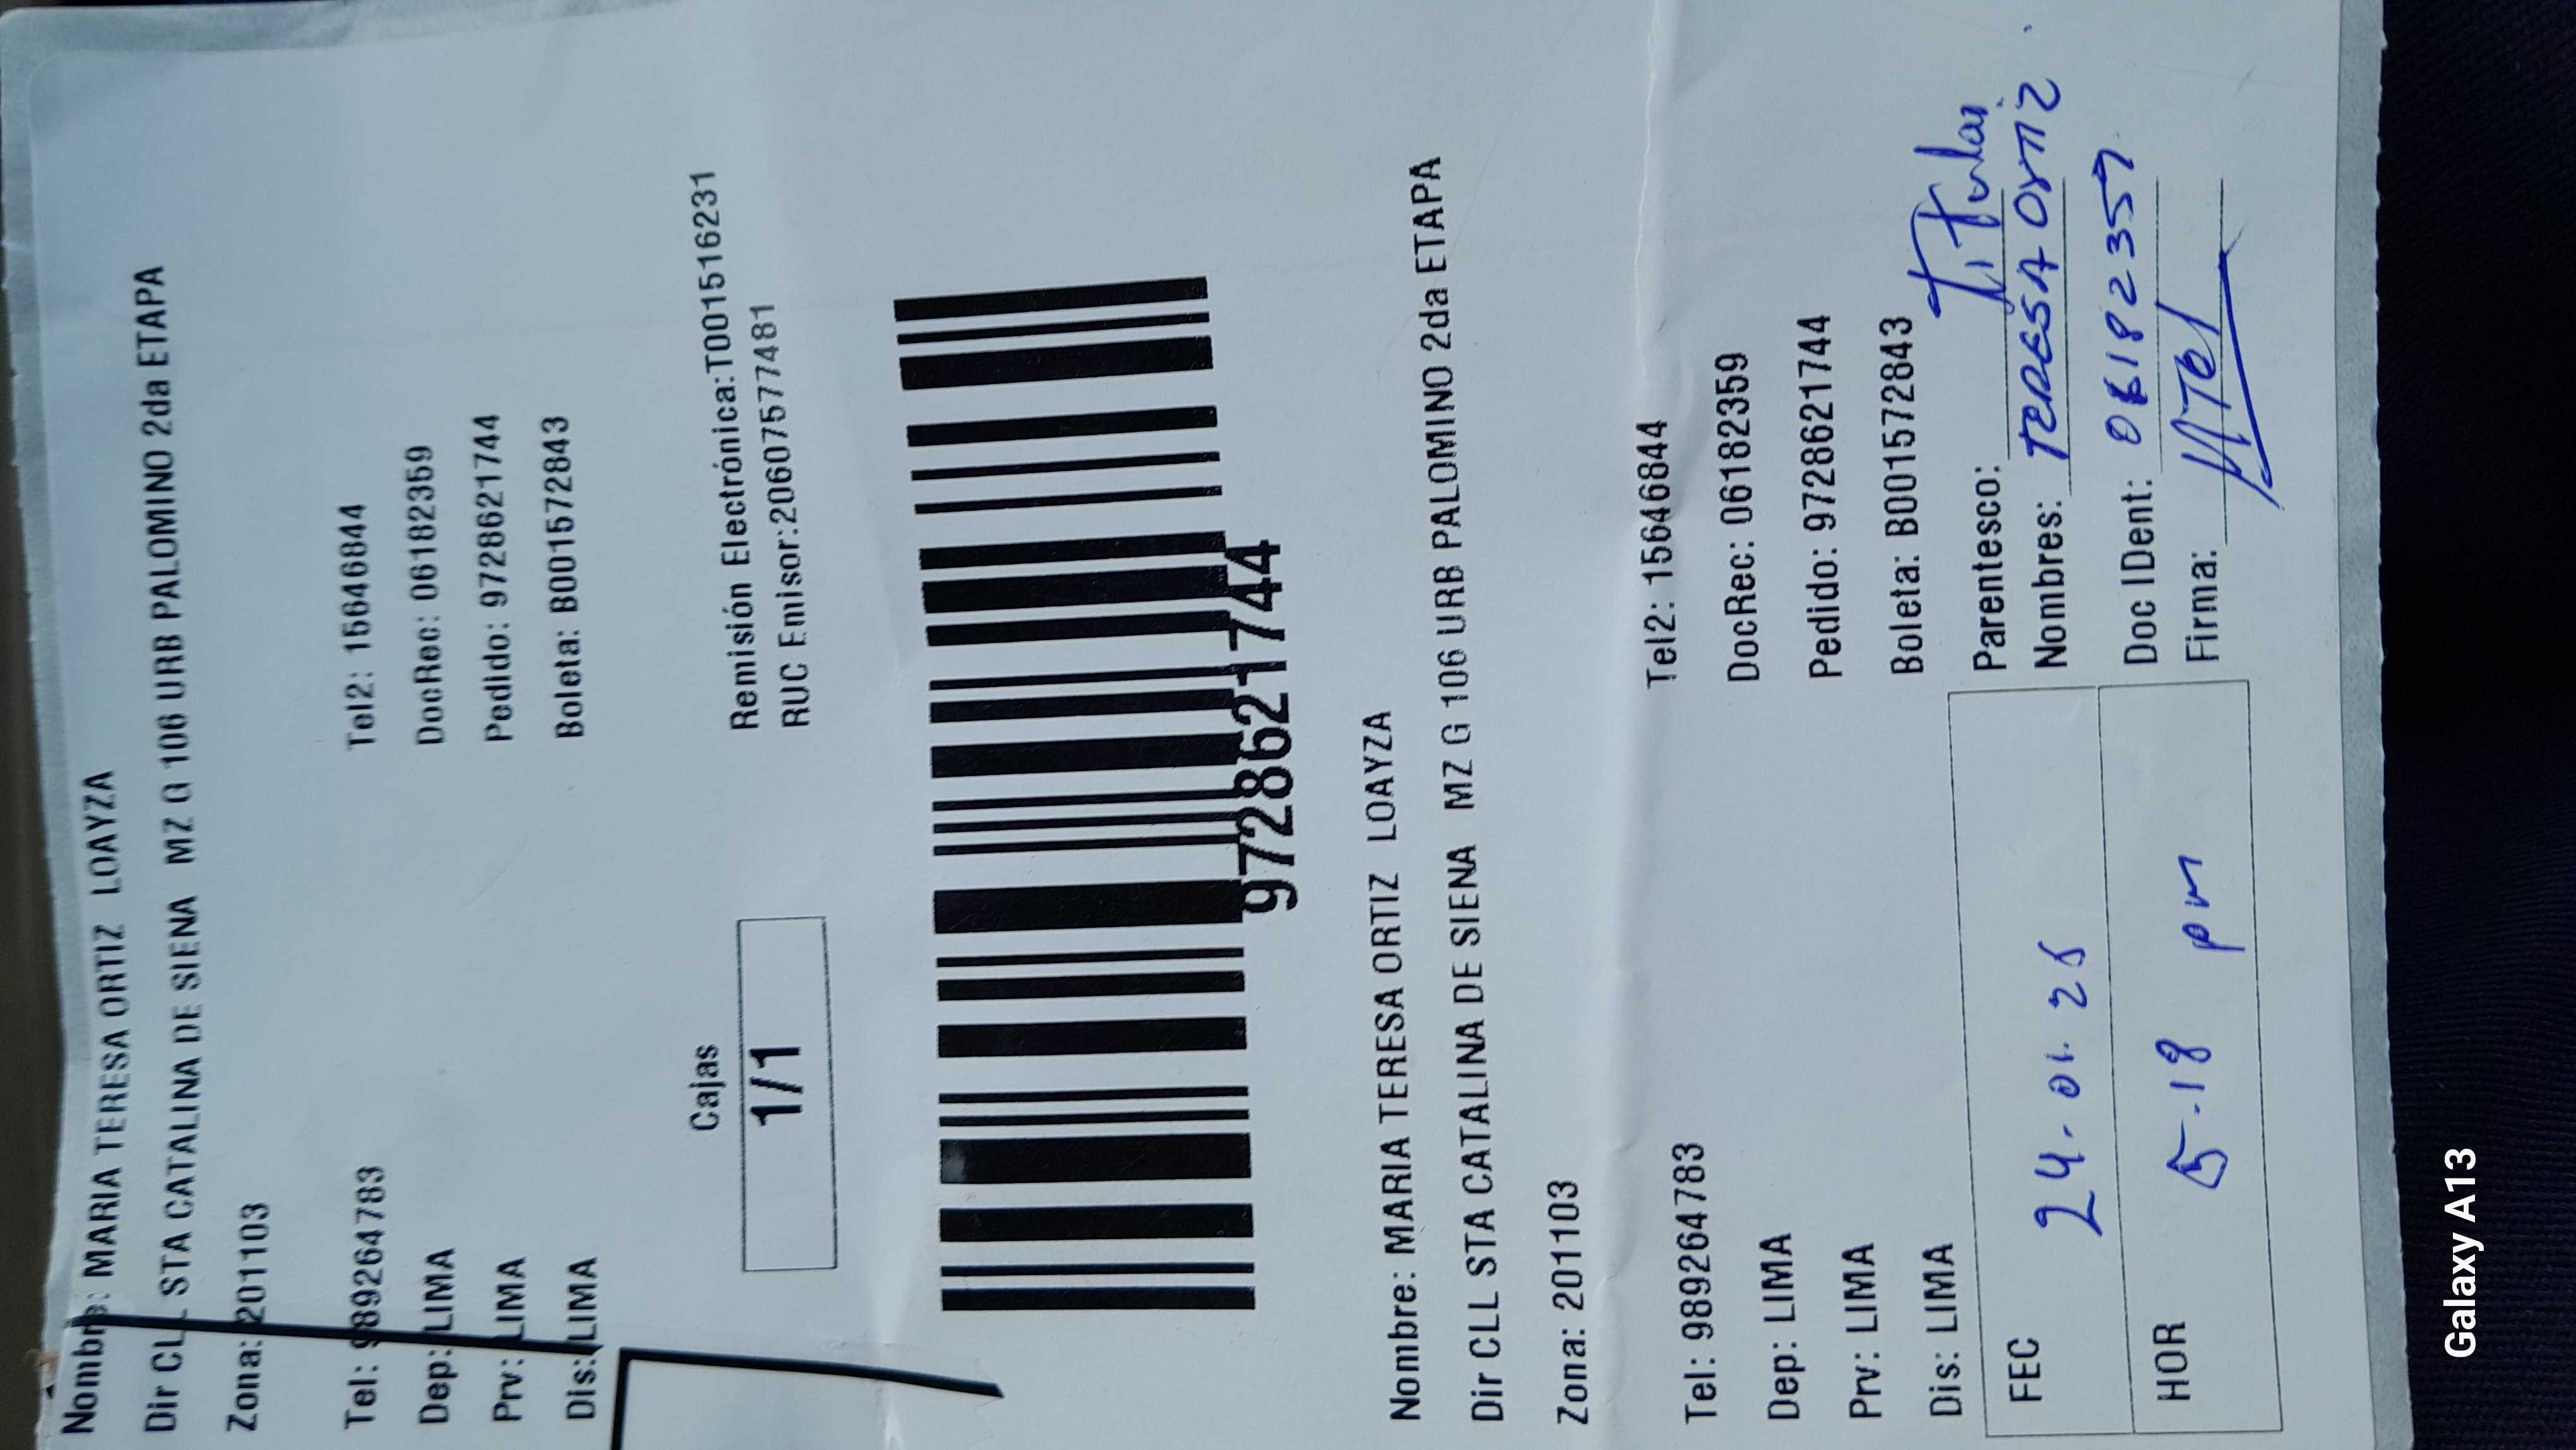 Nombre: MARIA TERESA ORTIZ LOAYZA
Dir CLL STA CATALINA DE SIENA MZ G 106 URB PALOMINO 2da ETAPA
Zona: 201103
Tel: 989264783 Tel2: 15646844
Dep: LIMA DocRec: 06182359
Prv: LIMA Pedido: 9728621744
Dis: LIMA Boleta: B001572843
Cajas
1/1
Remisión Electrónica:T001516231
RUC Emisor:20607577481
9728621744
Nombre: MARIA TERESA ORTIZ LOAYZA
Dir CLL STA CATALINA DE SIENA MZ G 106 URB PALOMINO 2da ETAPA
Zona: 201103
Tel: 989264783 Tel2: 15646844
Dep: LIMA DocRec: 06182359
Prv: LIMA Pedido: 9728621744
Dis: LIMA Boleta: B001572843
FEC 24.01.25
HOR 5.18 pm
Parentesco: Titular
Nombres: TERESA Ortiz
Doc IDent: 06182359
Firma:
Galaxy A13